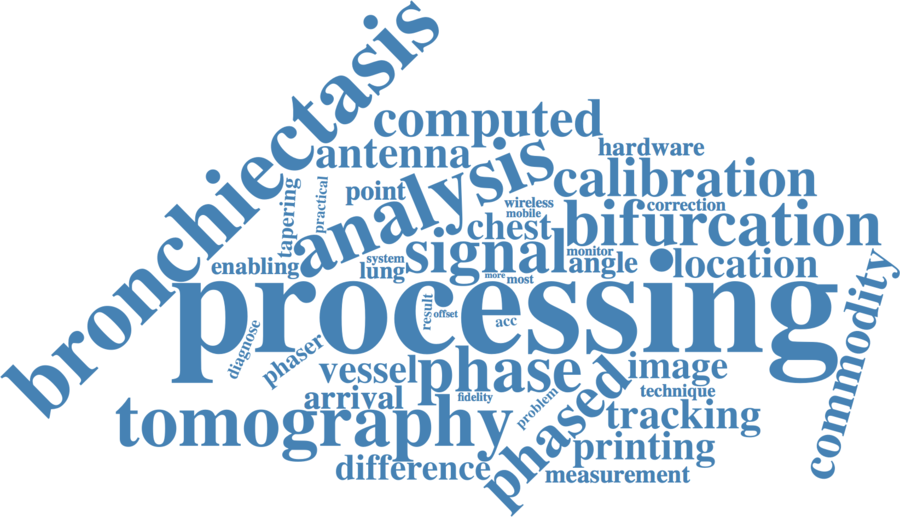 bronchiectasis
computed
hardware
antenna
analysis
calibration
point
practical
tapering
wireless
correction
mobile
chest
bifurcation
signal
monitor
system
enabling
lung
angle
location
more
most
processing
commodity
result
offset
acc
diagnose
phaser
vessel
phase
image
phased
technique
arrival
fidelity
problem
tomography
tracking
printing
difference
measurement